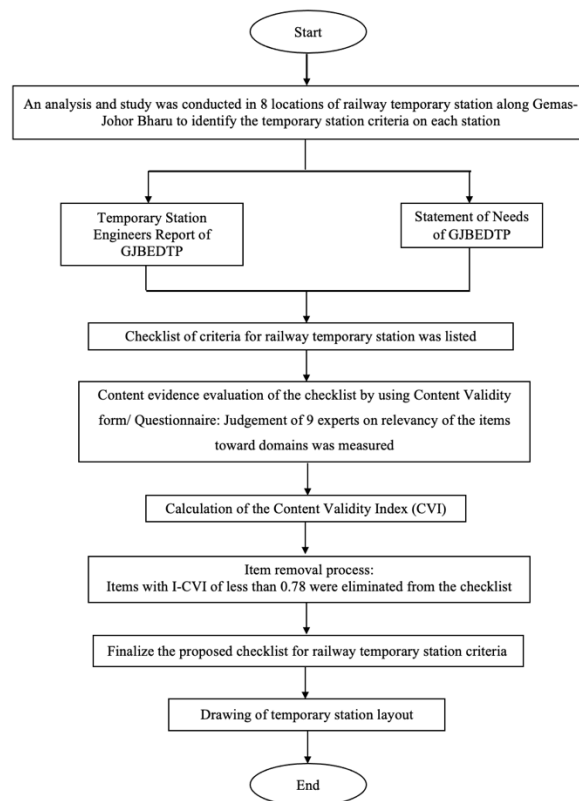 Start
An analysis and study was conducted in 8 locations of railway temporary station along Gemas-
Johor Bharu to identify the temporary station criteria on each station
Temporary Station
Engineers Report of
GJBEDTP
Statement of Needs
of GJBEDTP
Checklist of criteria for railway temporary station was listed
Content evidence evaluation of the checklist by using Content Validity
form/ Questionnaire: Judgement of 9 experts on relevancy of the items
toward domains was measured
Calculation of the Content Validity Index (CVI)
Item removal process:
Items with I-CVI of less than 0.78 were eliminated from the checklist
Finalize the proposed checklist for railway temporary station criteria
Drawing of temporary station layout
End